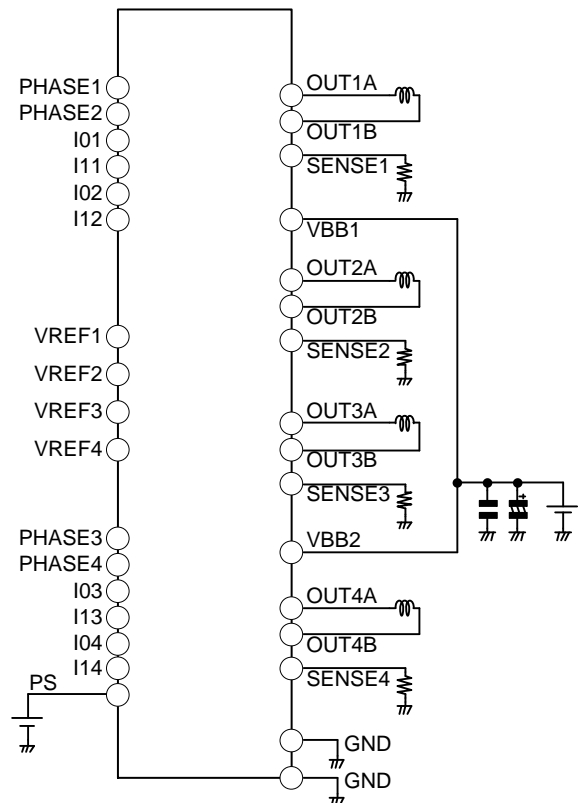 PHASE1
PHASE2
I01
I11
I02
I12
VREF1
VREF2
VREF3
VREF4
PHASE3
PHASE4
I03
I13
I04
I14
PS
OUT1A
OUT1B
SENSE1
VBB1
OUT2A
OUT2B
SENSE2
OUT3A
OUT3B
SENSE3
VBB2
OUT4A
OUT4B
SENSE4
GND
GND
+